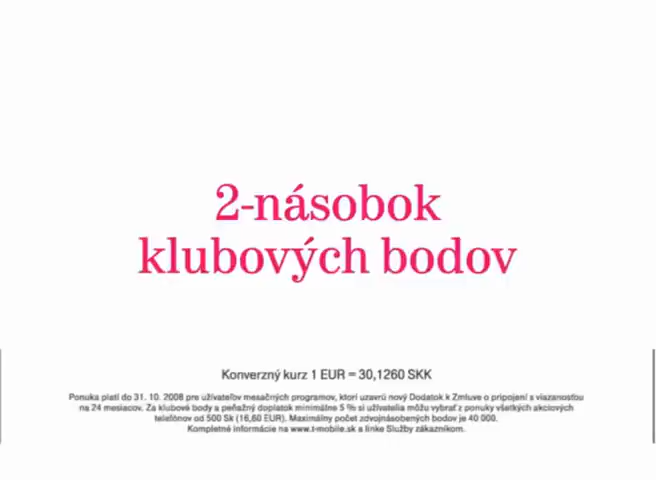 2-násobok
klubových bodov
Konverzný kurz 1 EUR = 30,1260 SKK
Ponuka platí do 31. 10. 2008 pre užívateľov mesačných programov, ktorí uzavrú nový Dodatok k Zmluve o pripojení s viazanosťou
na 24 mesiacov. Za klubové body a peňažný doplatok minimálne 5 % si užívatelia môžu vybrať z ponuky všetkých akciových
telefónov od 500 Sk (16,60 EUR). Maximálny počet zdvojnásobených bodov je 40 000.
Kompletné informácie na www.t-mobile.sk a linke Služby zákazníkom.